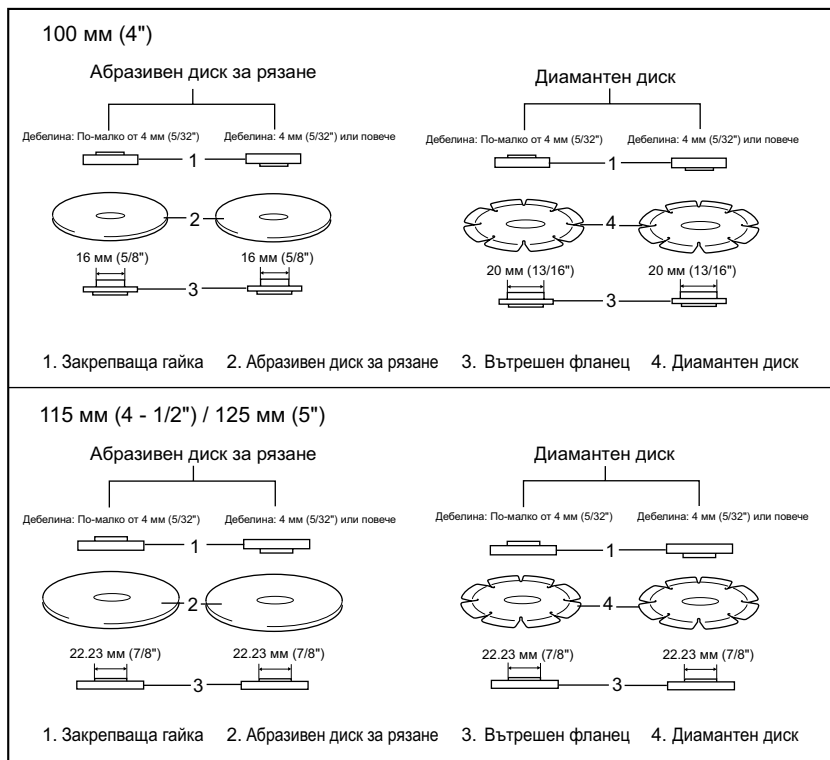 100 мм (4")
Абразивен диск за рязане
Диамантен диск
Дебелина: По-малко от 4 мм (5/32")
Дебелина: 4 мм (5/32") или повече
Дебелина: По-малко от 4 мм (5/32")
Дебелина: 4 мм (5/32") или повече
1
1
2
4
16 мм (5/8")
16 мм (5/8")
20 мм (13/16")
20 мм (13/16")
3
3
1. Закрепваща гайка 2. Абразивен диск за рязане 3. Вътрешен фланец 4. Диамантен диск
115 мм (4 - 1/2") / 125 мм (5")
Абразивен диск за рязане
Диамантен диск
Дебелина: По-малко от 4 мм (5/32")
Дебелина: 4 мм (5/32") или повече
Дебелина: По-малко от 4 мм (5/32")
Дебелина: 4 мм (5/32") или повече
1
1
2
4
22.23 мм (7/8")
22.23 мм (7/8")
22.23 мм (7/8")
22.23 мм (7/8")
3
3
1. Закрепваща гайка 2. Абразивен диск за рязане 3. Вътрешен фланец 4. Диамантен диск